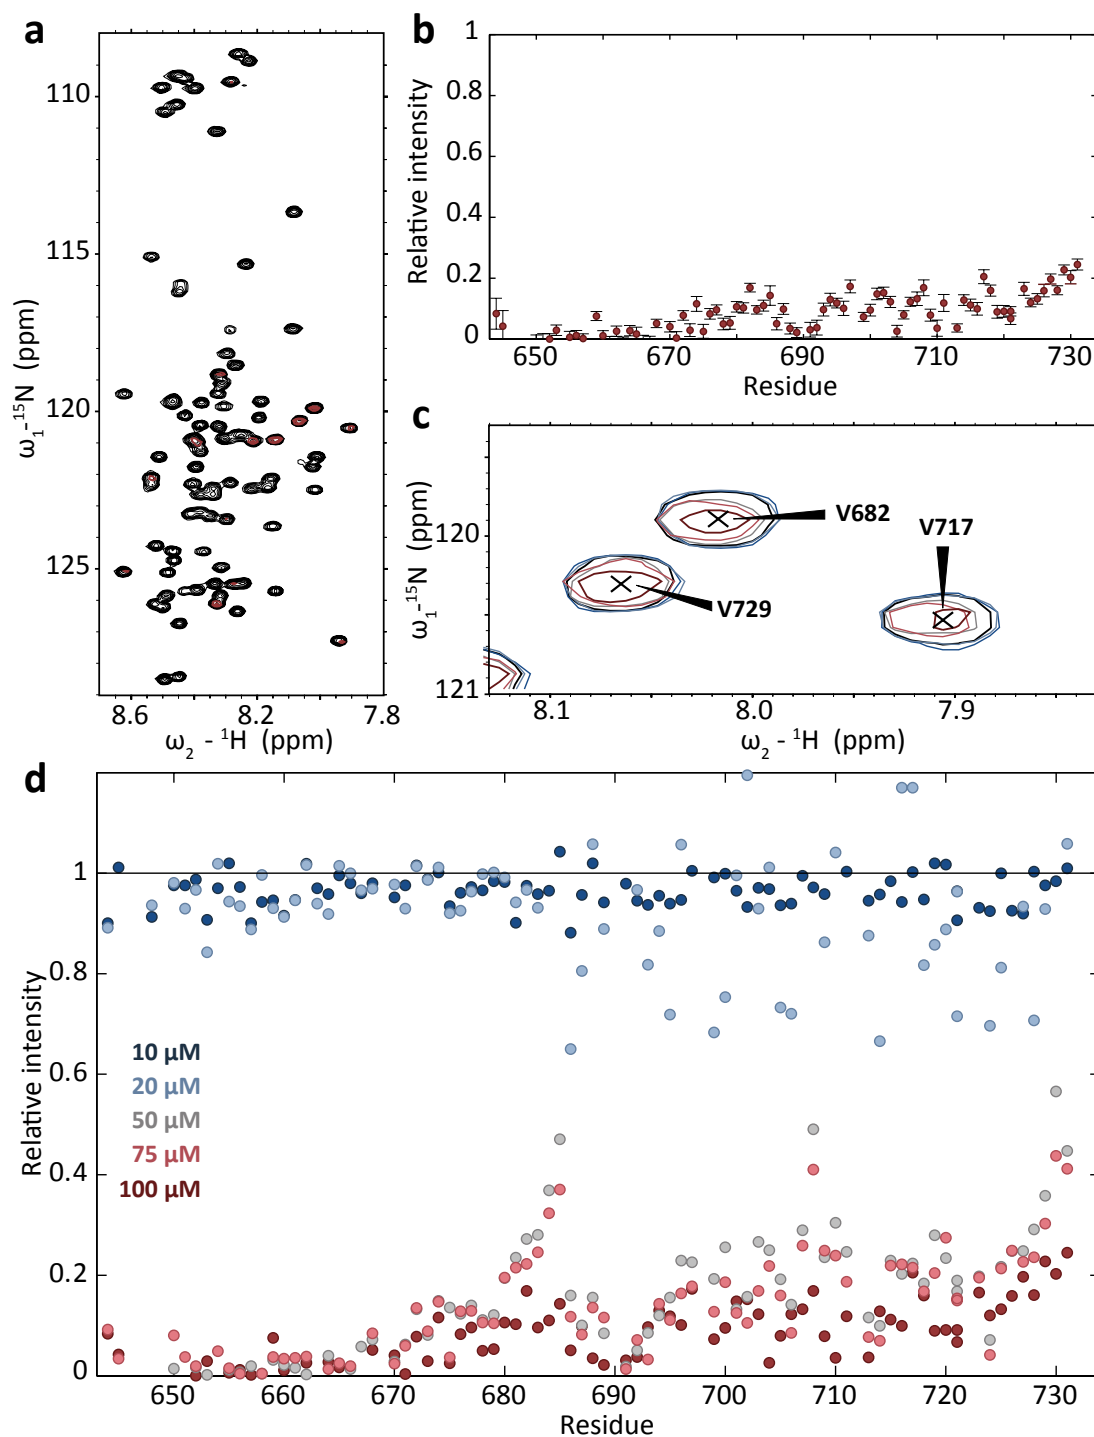 a
110
115
120
125
8.6
8.2
7.8
ω1-15N (ppm)
ω2 - 1H (ppm)
b
1
0.8
0.6
0.4
0.2
0
650
670
690
710
730
Relative intensity
Residue
c
120
121
8.1
8.0
7.9
ω1-15N (ppm)
ω2 - 1H (ppm)
V682
V717
V729
d
1
0.8
0.6
0.4
0.2
0
Relative intensity
10 µM
20 µM
50 µM
75 µM
100 µM
650
660
670
680
690
700
710
720
730
Residue